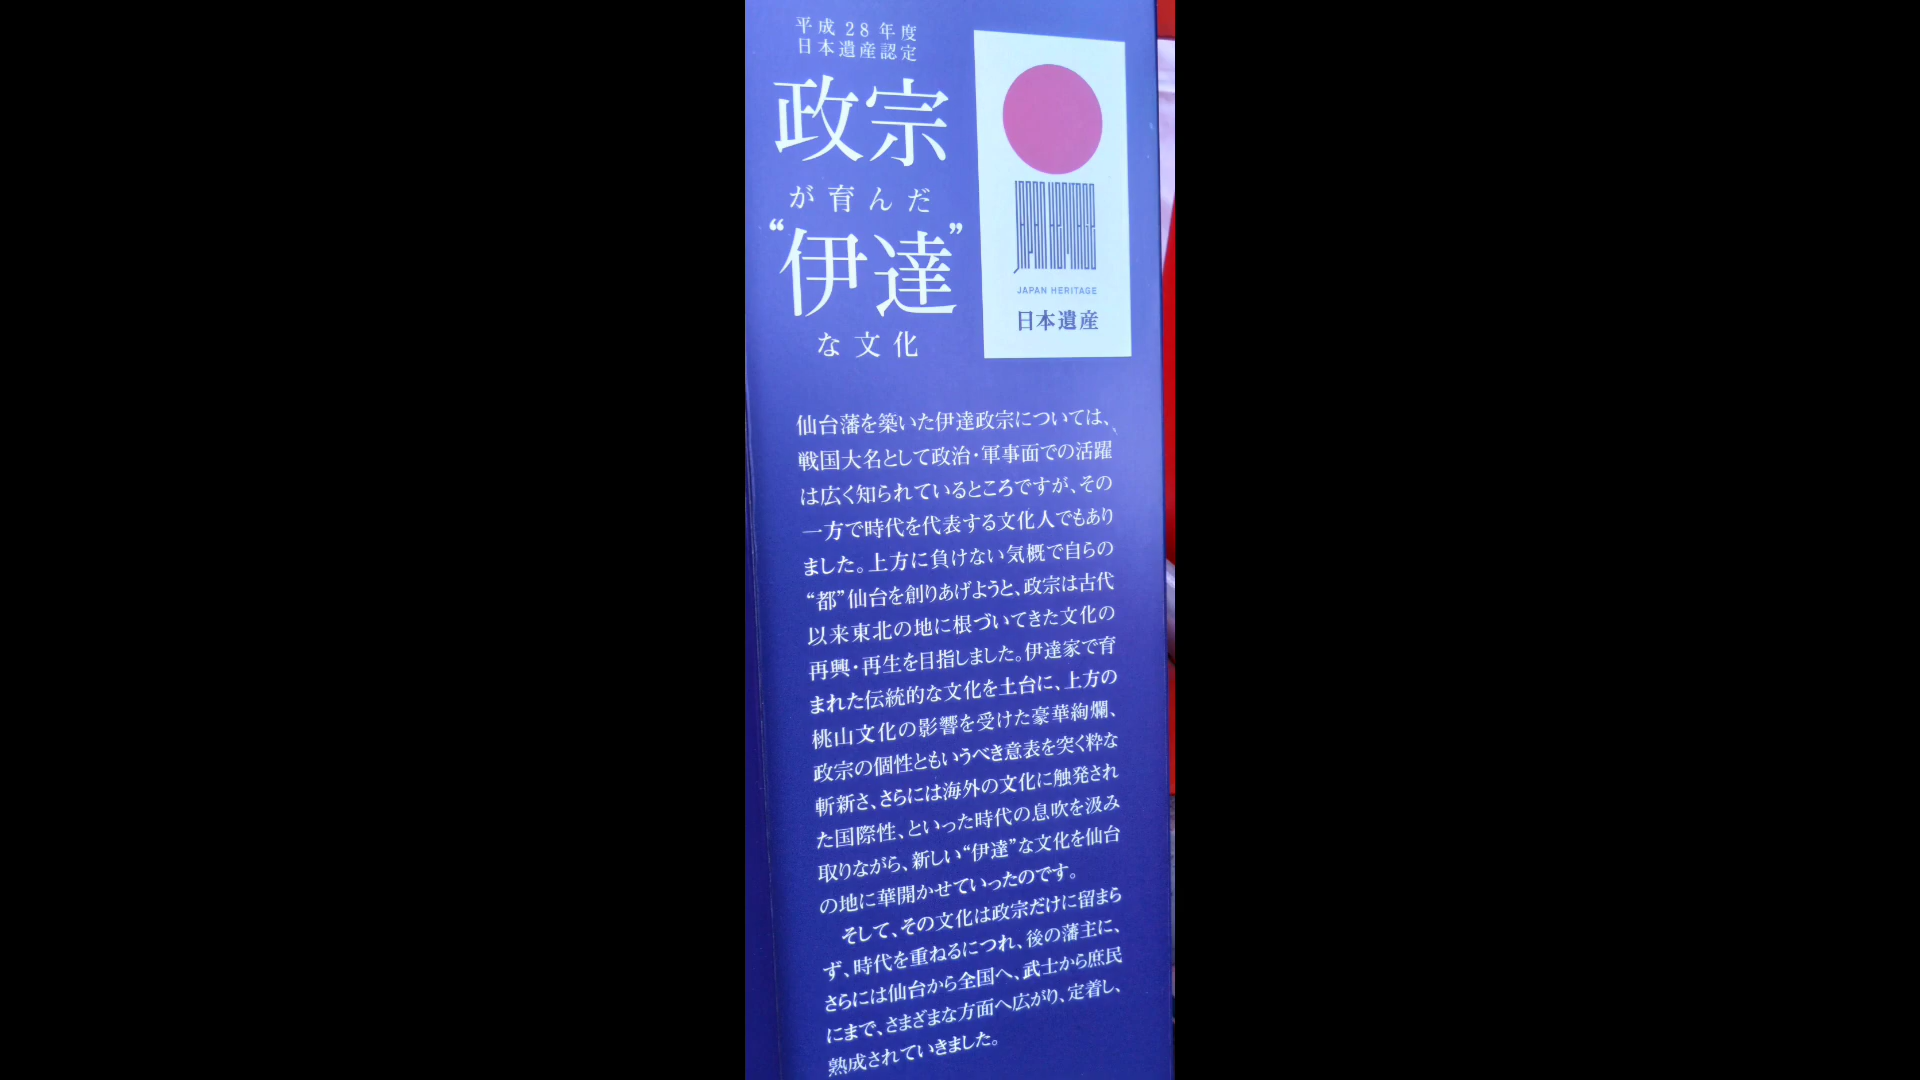 平成28年度
日本遺産認定
政宗
が育んだ
“伊達”
な文化
JAPAN HERITAGE
JAPAN HERITAGE
日本遺産
仙台藩を築いた伊達政宗については、
戦国大名として政治・軍事面での活躍
は広く知られているところですが、その
一方で時代を代表する文化人でもあり
ました。上方に負けない気概で自らの
“都”仙台を創りあげようと、政宗は古代
以来東北の地に根づいてきた文化の
再興・再生を目指しました。伊達家で育
まれた伝統的な文化を土台に、上方の
桃山文化の影響を受けた豪華絢爛、
政宗の個性ともいうべき意表を突く粋な
斬新さ、さらには海外の文化に触発され
た国際性、といった時代の息吹を汲み
取りながら、新しい“伊達”な文化を仙台
の地に華開かせていったのです。
そして、その文化は政宗だけに留まら
ず、時代を重ねるにつれ、後の藩主に、
さらには仙台から全国へ、武士から庶民
にまで、さまざまな方面へ広がり、定着し、
熟成されていきました。